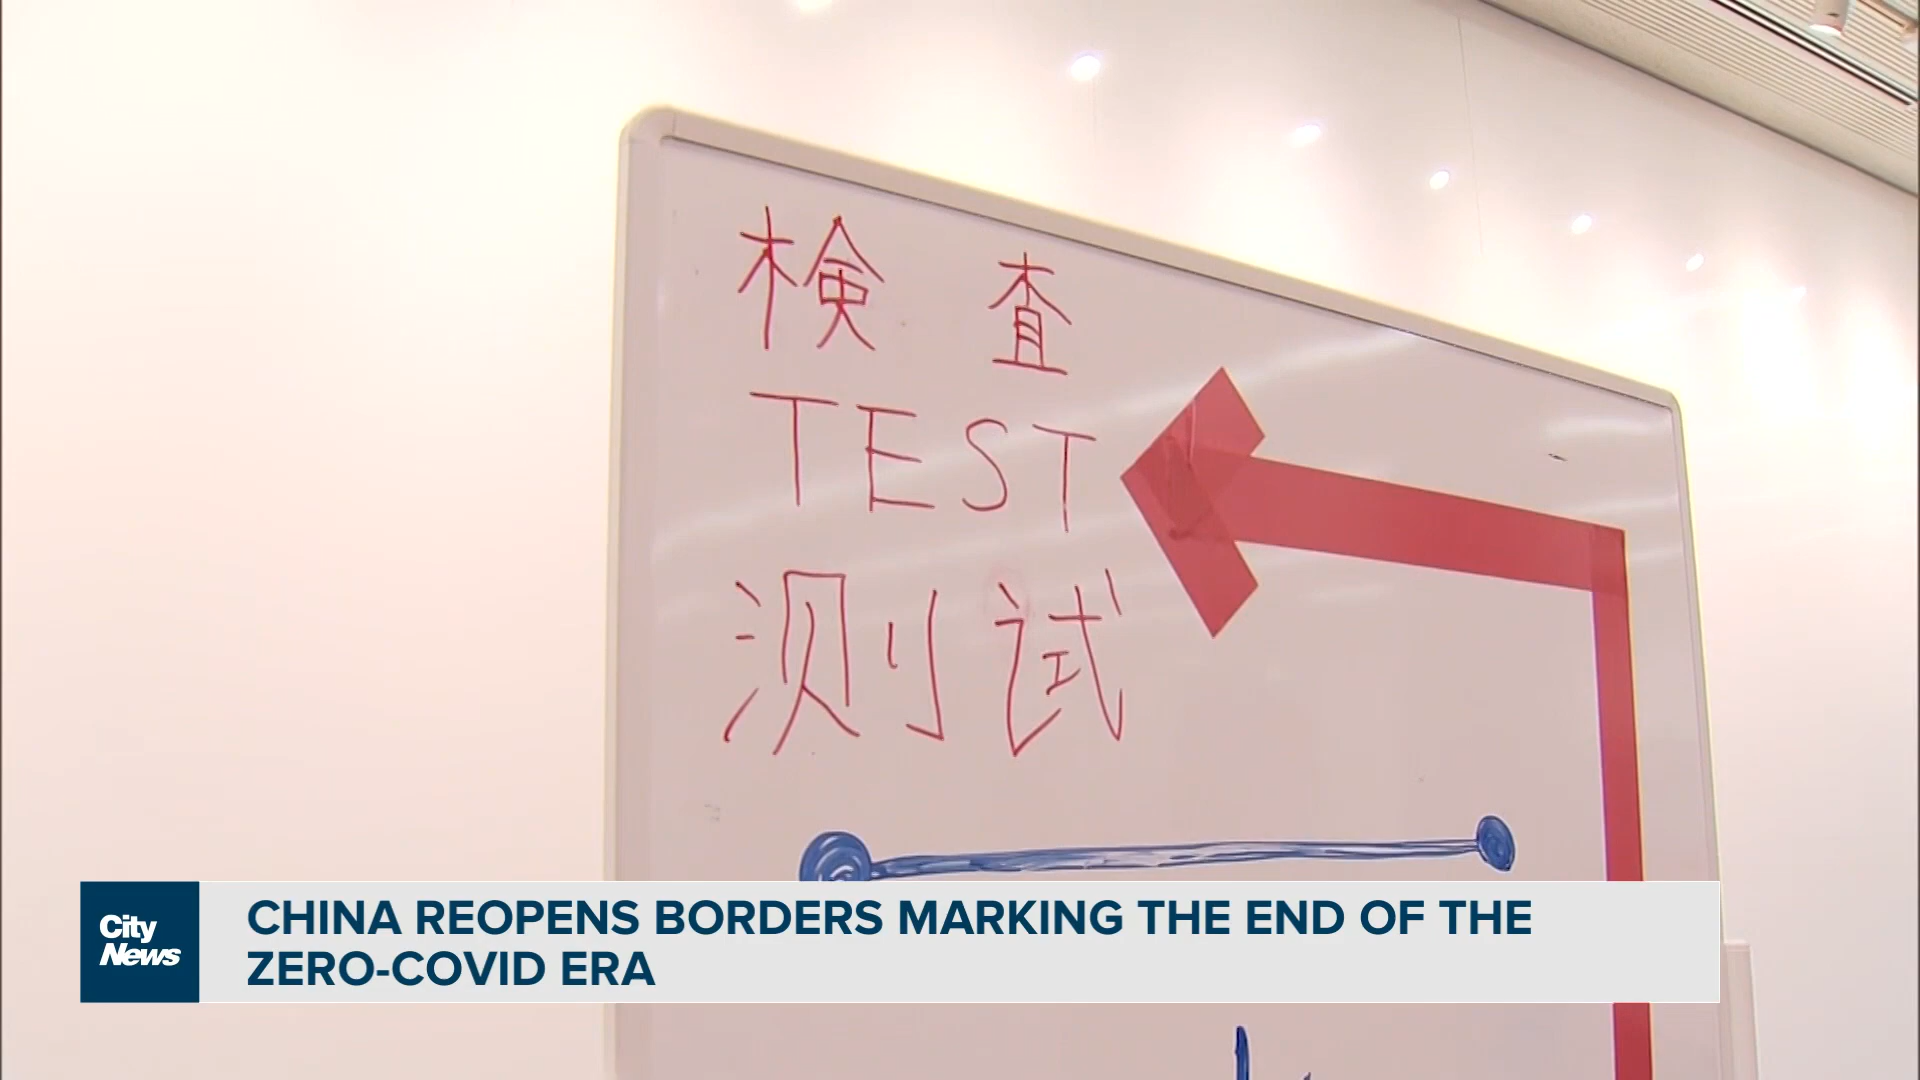 検査
TEST
测试
City
News
CHINA REOPENS BORDERS MARKING THE END OF THE
ZERO-COVID ERA